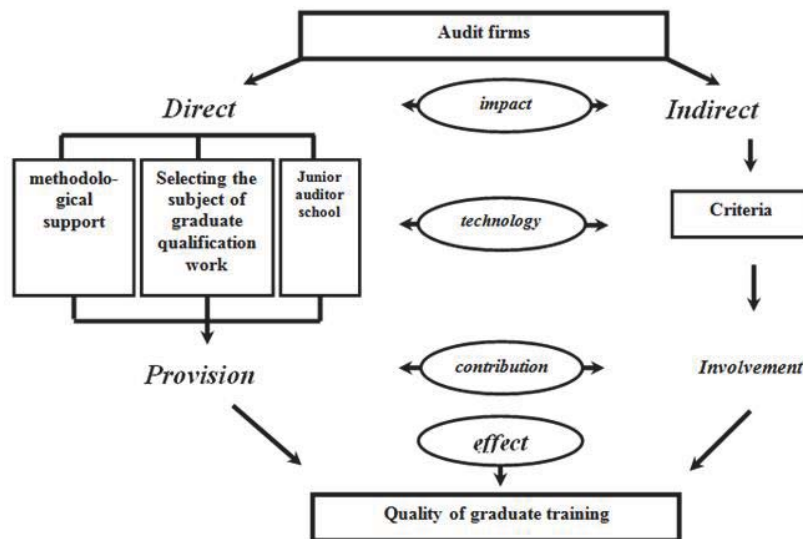 Audit firms
Direct
impact
Indirect
methodolo-
gical
support
Selecting the
subject of
graduate
qualification
work
Junior
auditor
school
technology
Criteria
Provision
contribution
Involvement
effect
Quality of graduate training